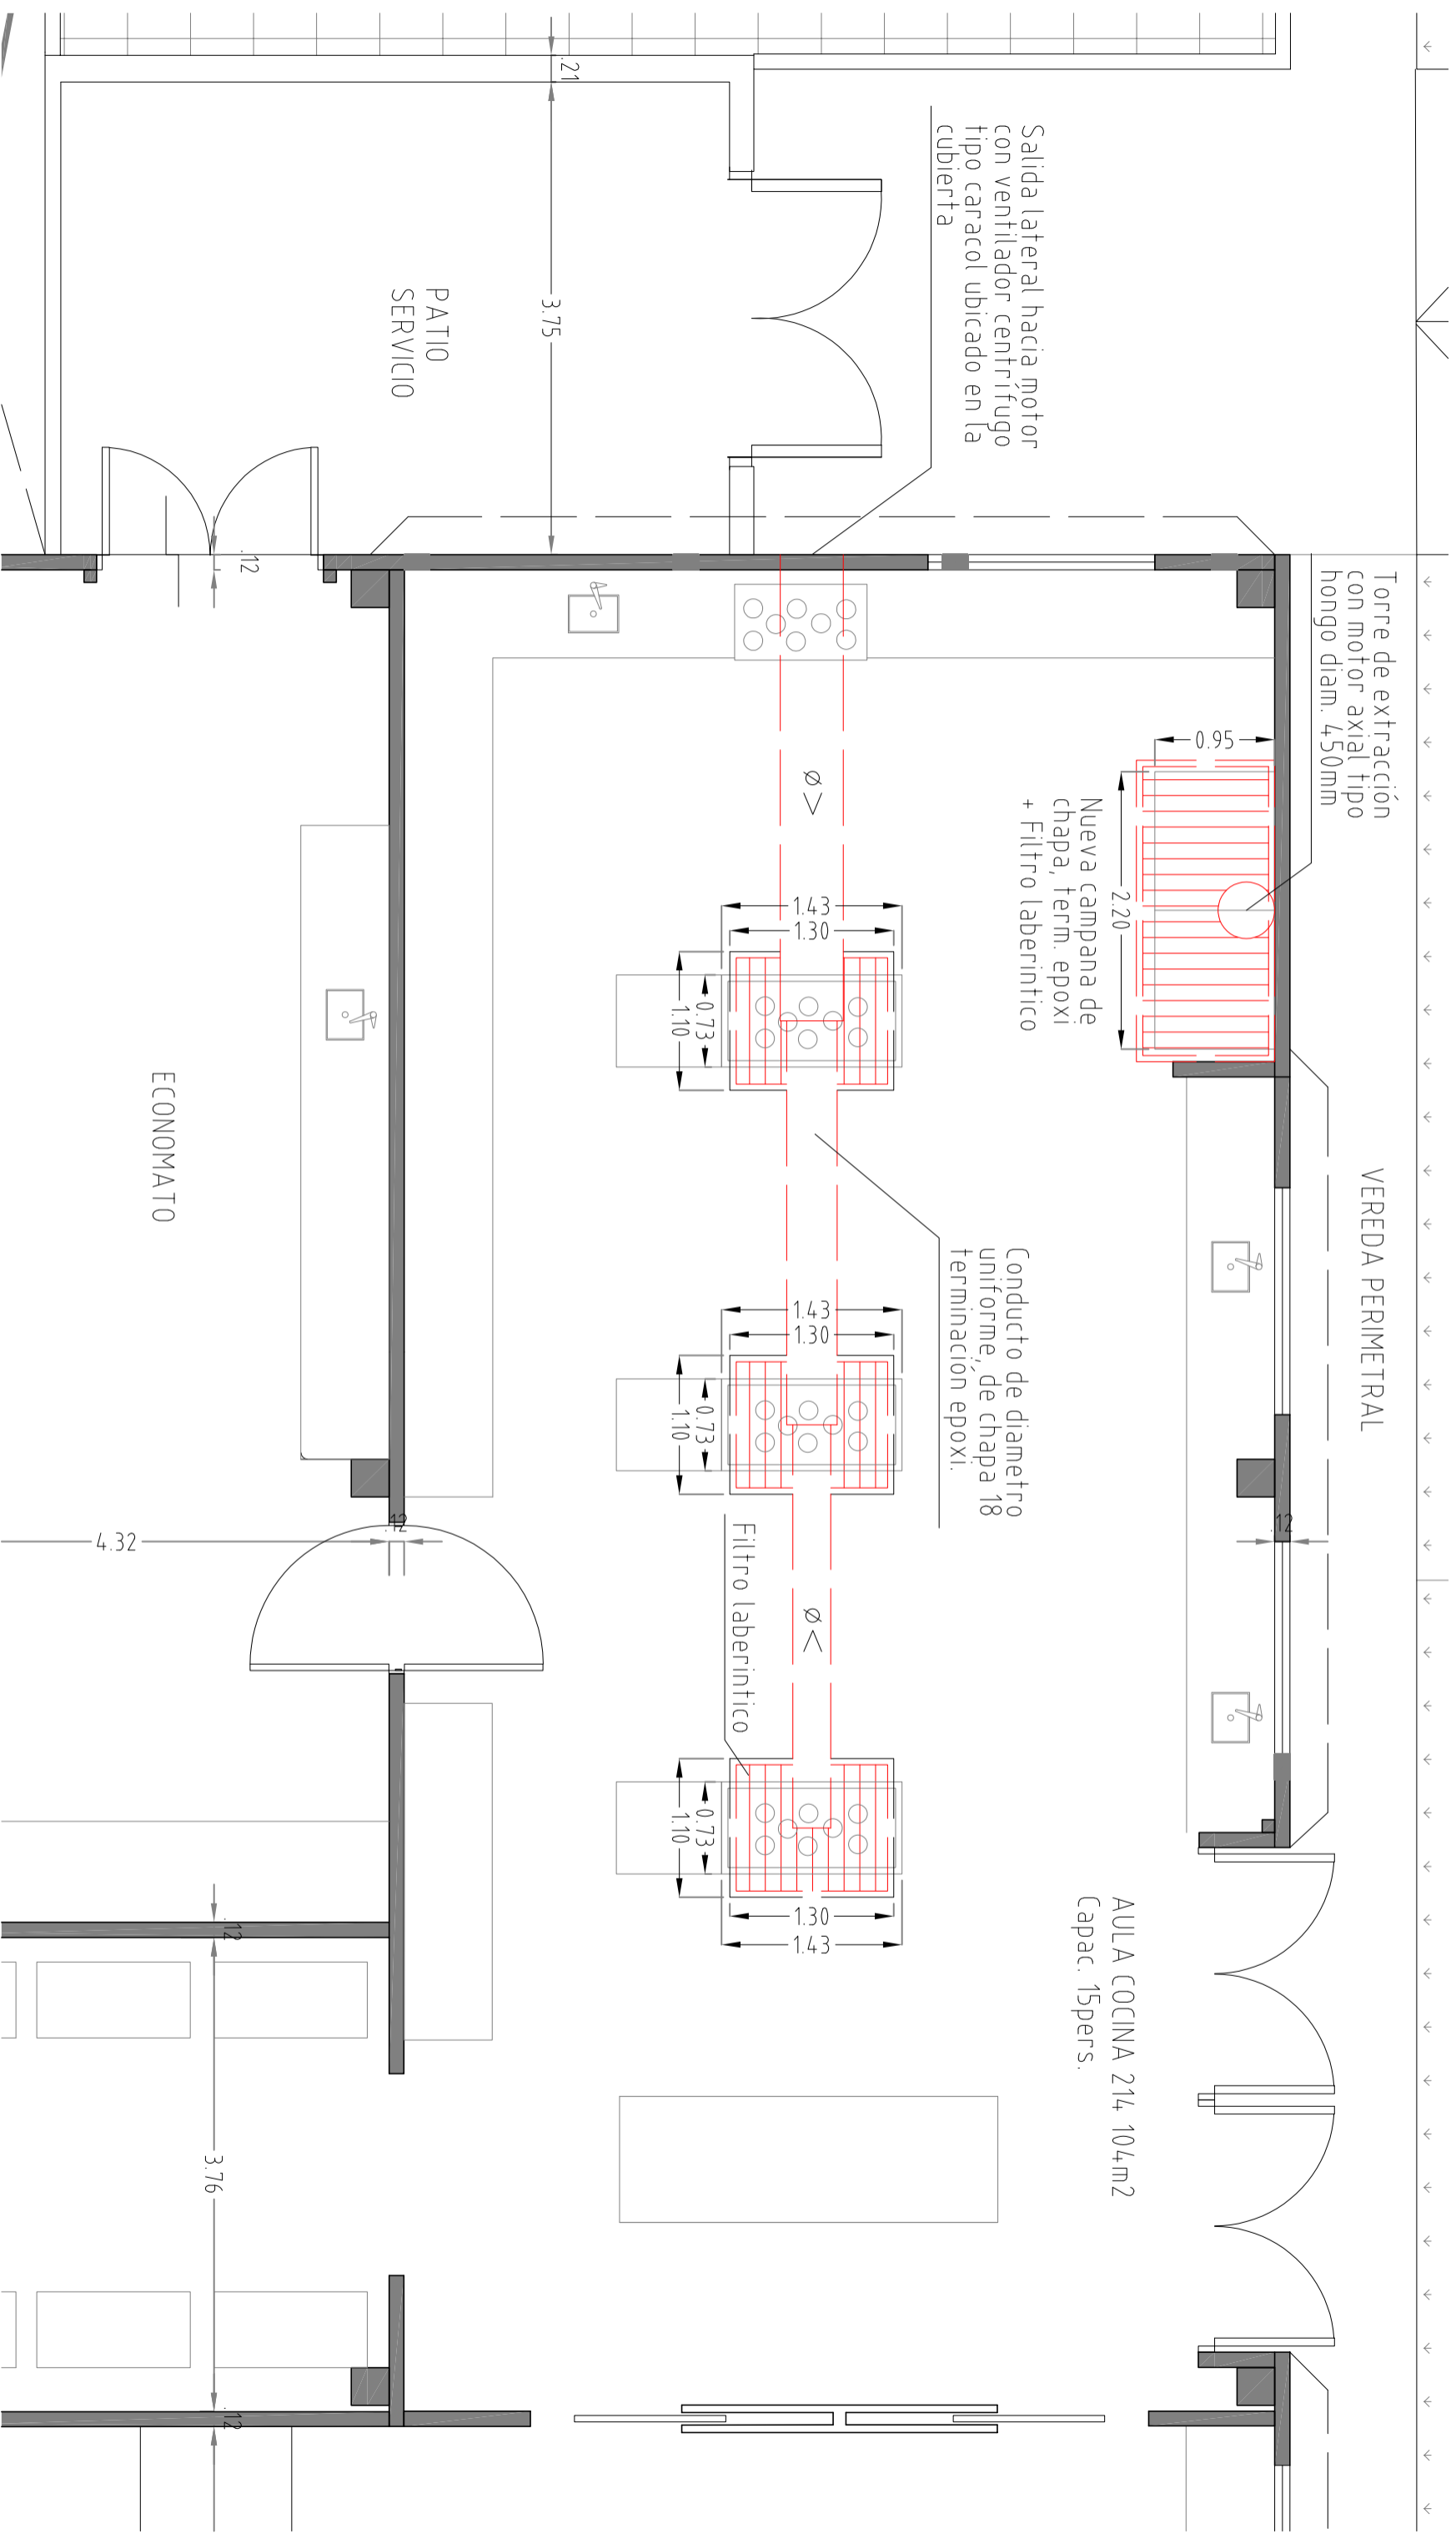 Torre de extracción
con motor axial tipo
hongo diam. 450mm
VEREDA PERIMETRAL
Salida lateral hacia motor
con ventilador centrífugo
tipo caracol ubicado en la
cubierta
0.95
2.20
Nueva campana de
chapa, term. epoxi
+ Filtro laberintico
AULA COCINA 214 104m2
Capac. 15pers.
Conducto de diametro
uniforme, de chapa 18
terminación epoxi.
.12
Ø >
Ø <
1.43
1.30
0.73
1.10
1.43
1.30
0.73
1.10
1.30
1.43
0.73
1.10
Filtro laberintico
.21
3.75
PATIO
SERVICIO
.12
.12
4.32
ECONOMATO
.12
3.76
.12